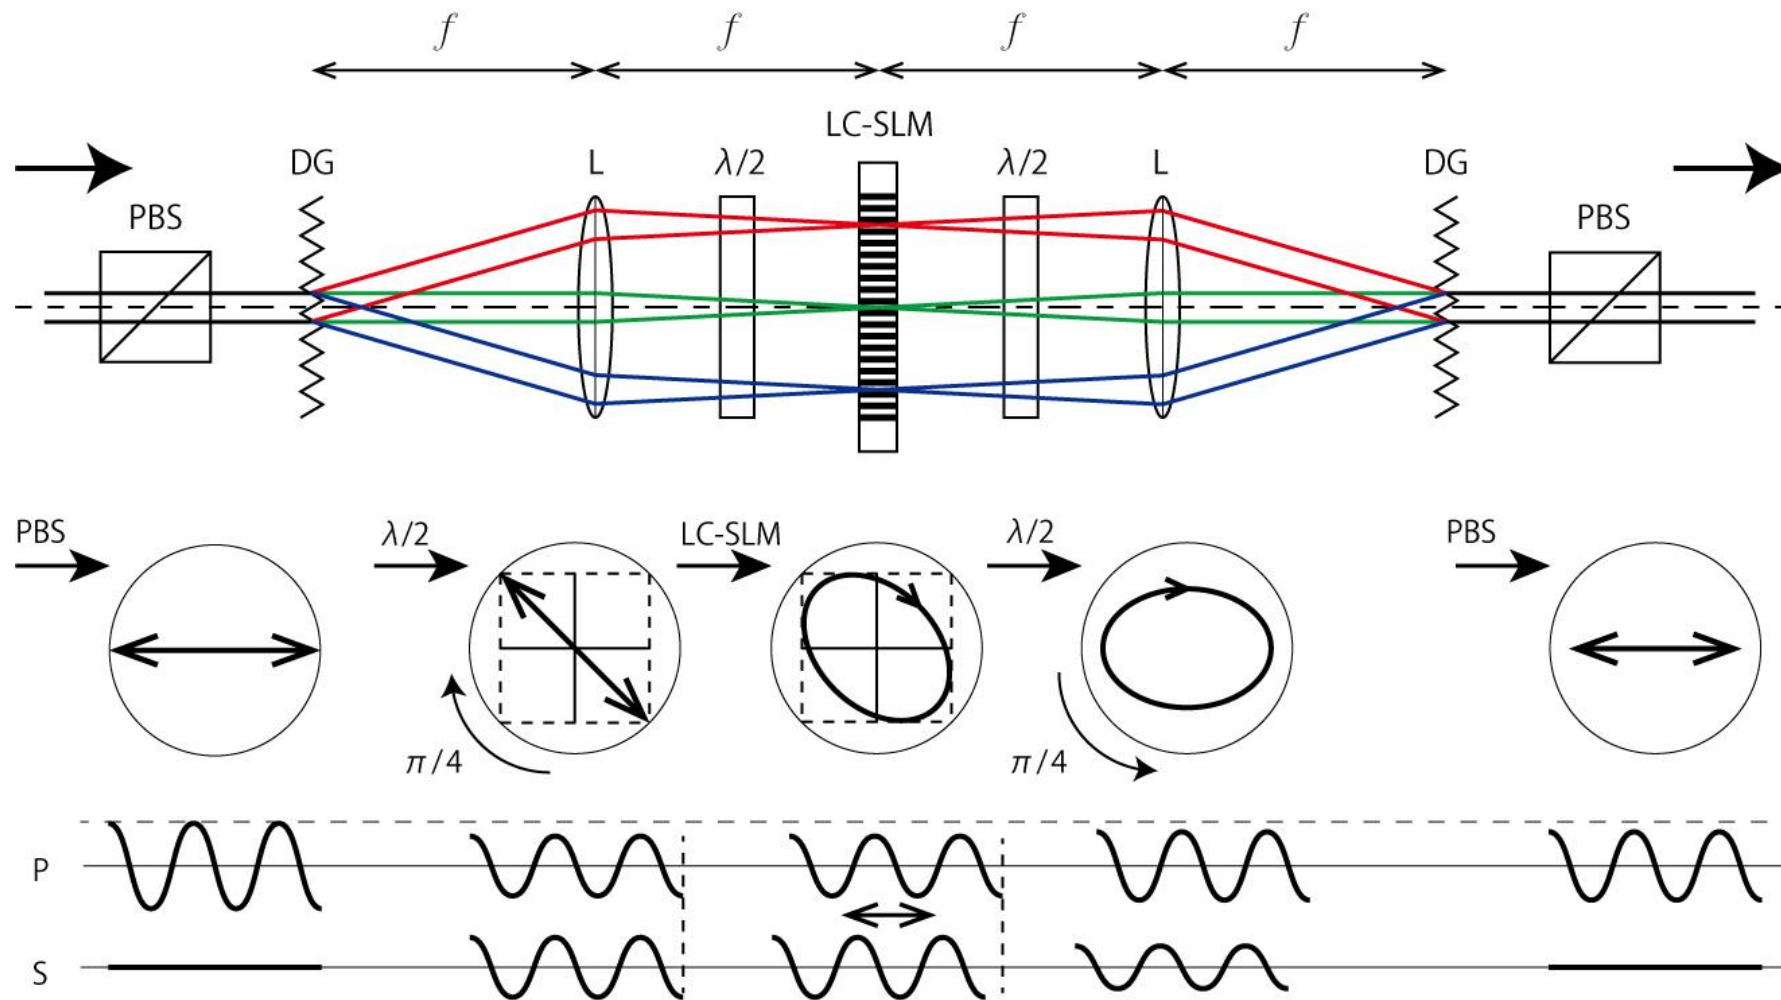 f f f f
LC-SLM
DG L λ/2 λ/2 L DG
PBS PBS
PBS λ/2 LC-SLM λ/2 PBS
π/4 π/4
P
S